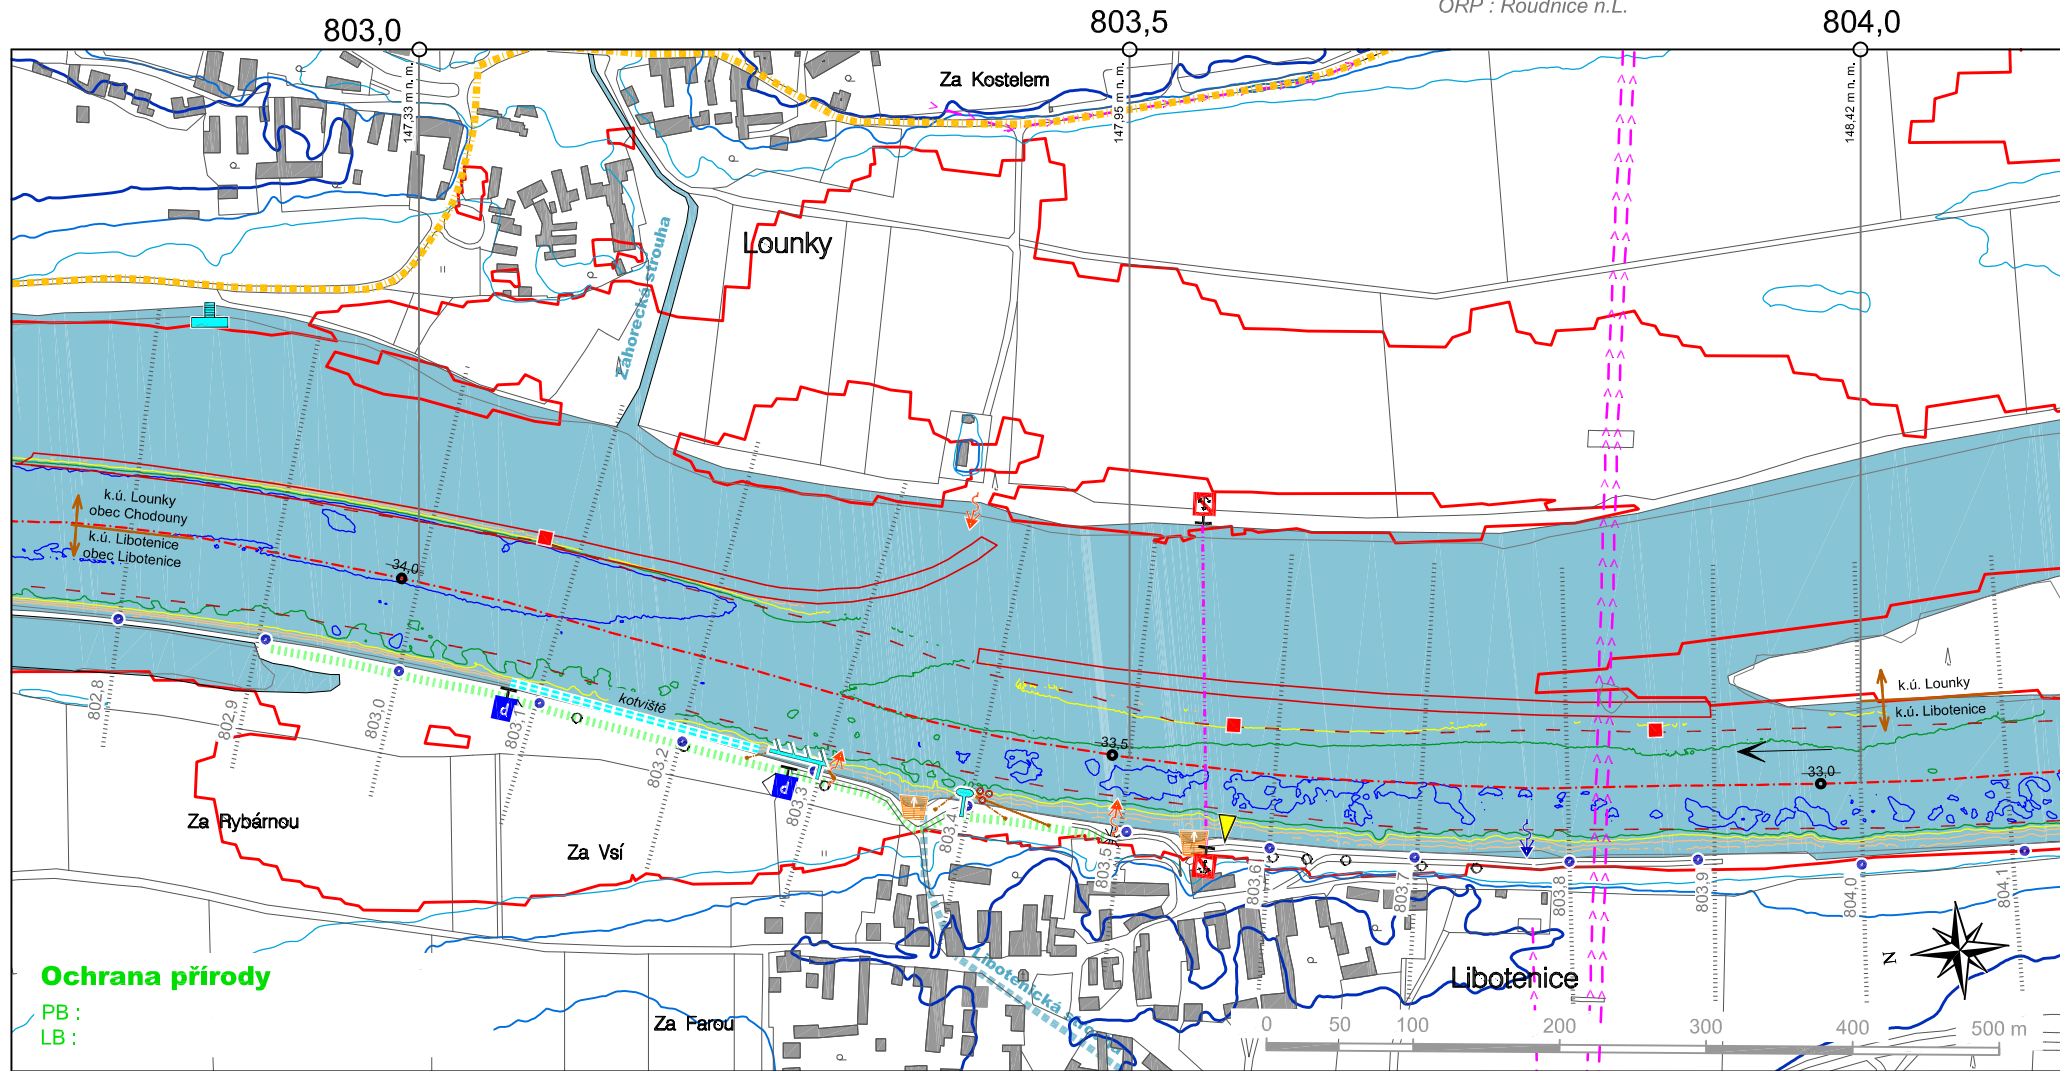 ORP : Roudnice n.L.
803,0
803,5
804,0
147,33 m n. m.
147,95 m n. m.
148,42 m n. m.
Za Kostelem
Lounky
Záhorecká strouha
k.ú. Lounky
obec Chodouny
k.ú. Libotenice
obec Libotenice
34,0
33,5
33,0
kotviště
k.ú. Lounky
k.ú. Libotenice
802,8
802,9
803,0
803,1
803,2
803,3
803,4
803,5
803,6
803,7
803,8
803,9
804,0
804,1
Za Rybárnou
Za Vsí
Za Farou
Libotenice
Libotenická strouha
Ochrana přírody
PB :
LB :
N
0 50 100 200 300 400 500 m